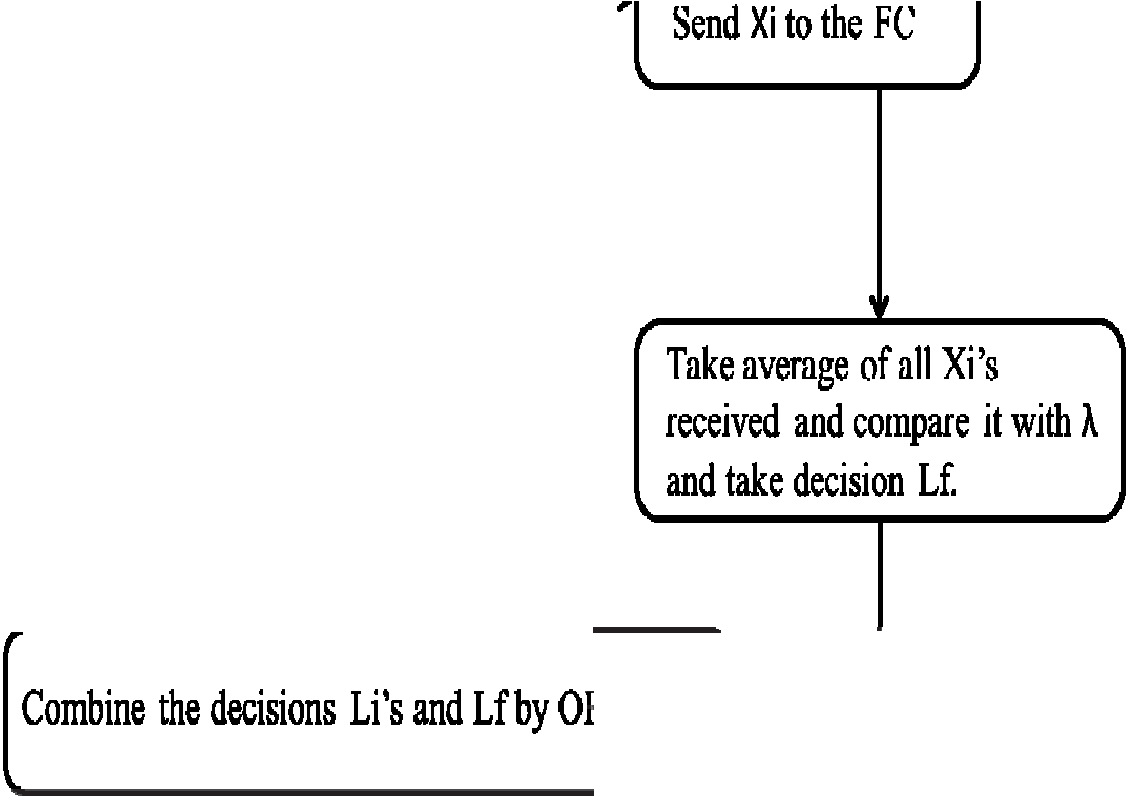 Send Xi to the FC
Take average of all Xi's
received and compare it with λ
and take decision Lf.
Combine the decisions Li's and Lf by